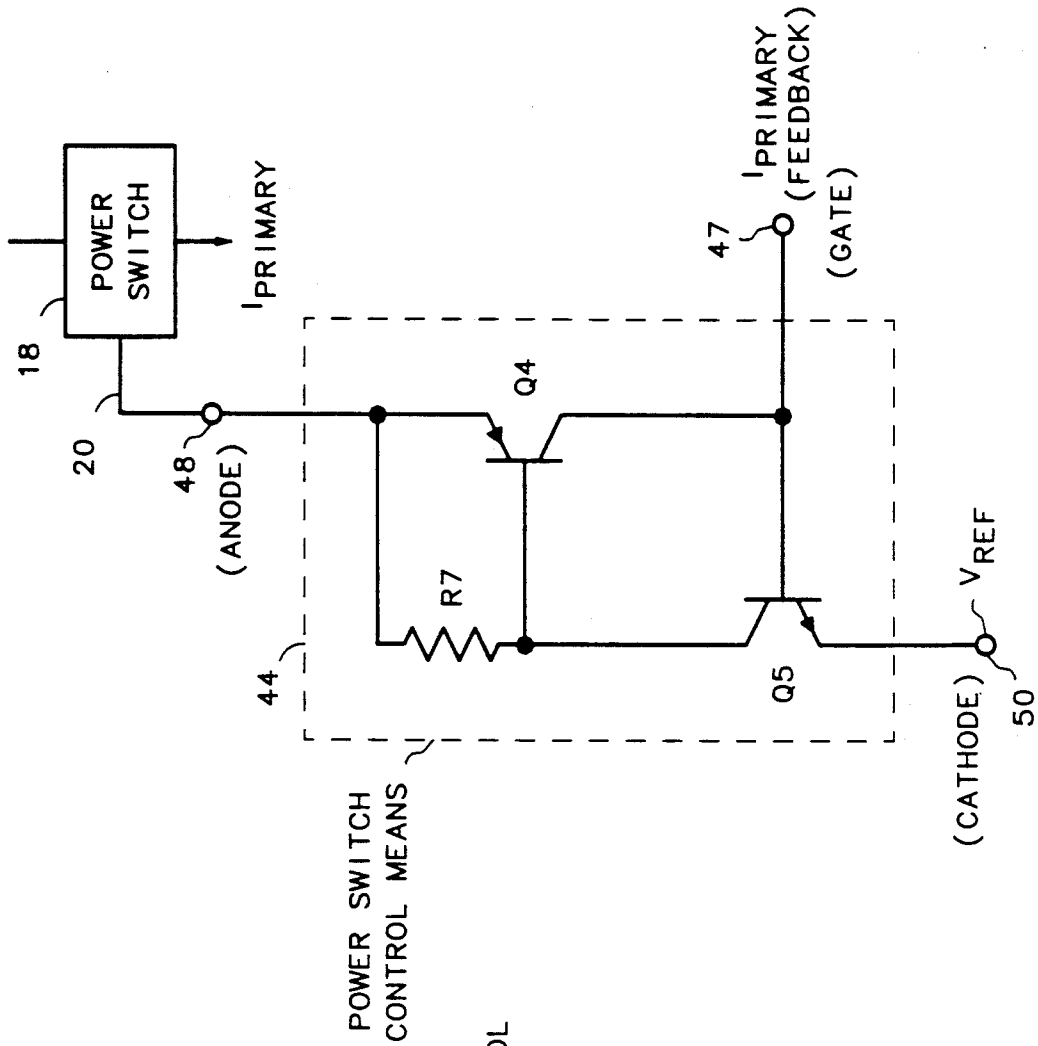 18
POWER
SWITCH
20
I PRIMARY
48
(ANODE)
44
R7
Q4
47
I PRIMARY
(FEEDBACK)
(GATE)
Q5
POWER SWITCH
CONTROL MEANS
(CATHODE)
50
V REF
OL